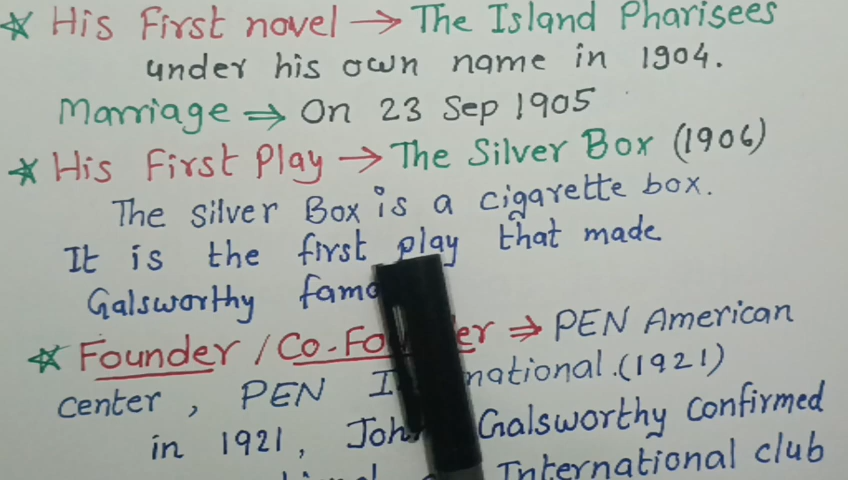 ☆ His First novel → The Island Pharisees
under his own name in 1904.
Marriage ⇒ On 23 Sep 1905
☆ His First Play → The Silver Box (1906)
The Silver Box is a cigarette box.
It is the first play that made
Galsworthy famo
☆ Founder / Co-Fo er ⇒ PEN American
Center, PEN I national. (1921)
in 1921, Joh Galsworthy Confirmed
International club